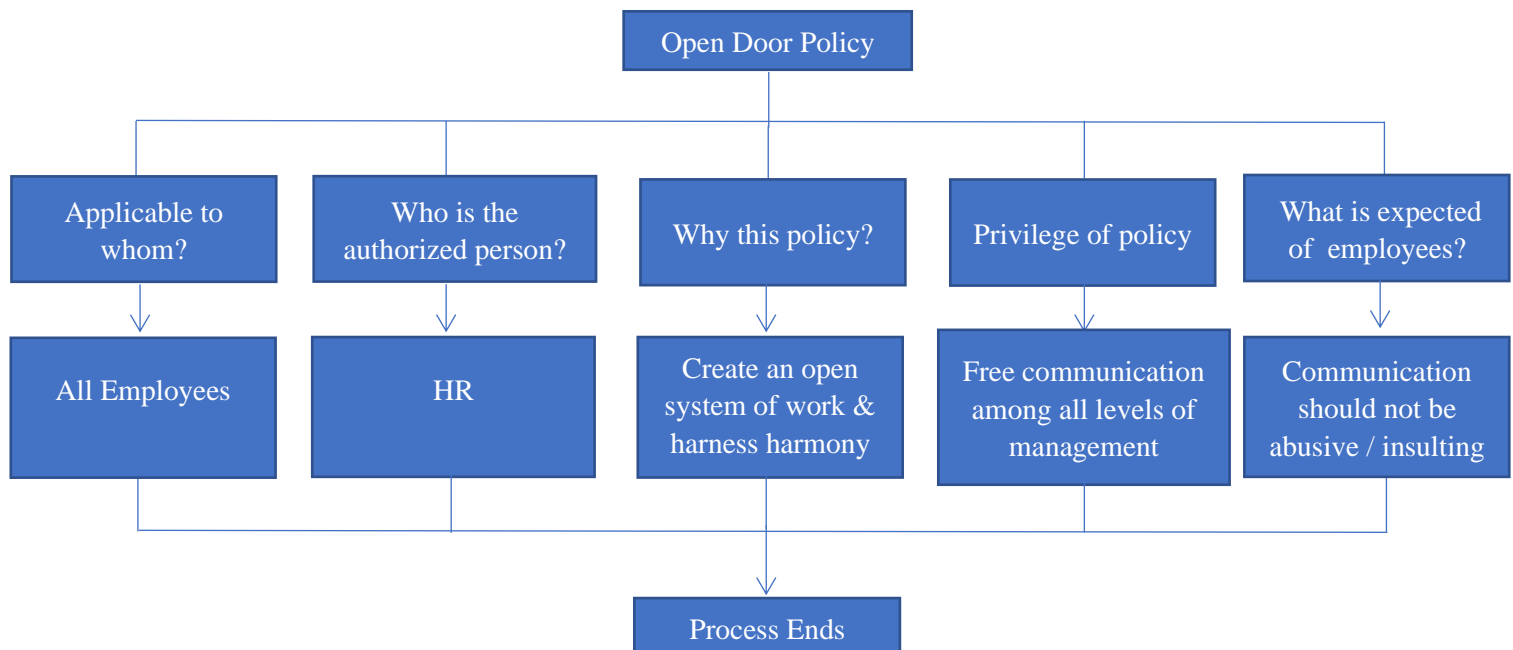 Open Door Policy
Applicable to
whom?
Who is the
authorized person?
Why this policy?
Privilege of policy
What is expected
of employees?
All Employees
HR
Create an open
system of work &
harness harmony
Free communication
among all levels of
management
Communication
should not be
abusive / insulting
Process Ends